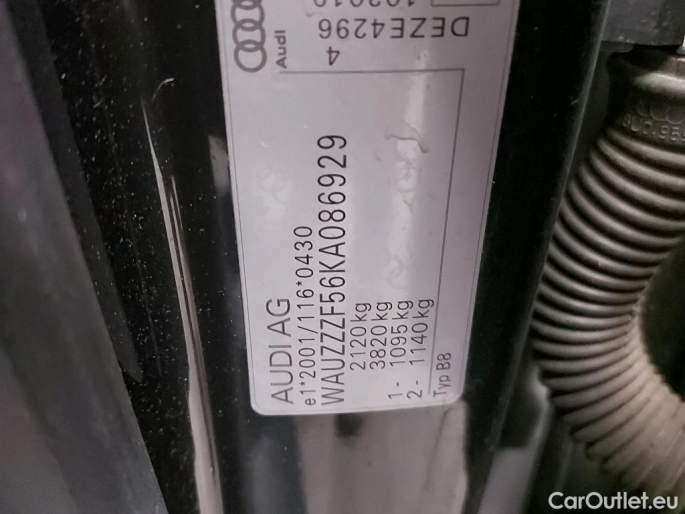 AUDI AG
e1*2001/116*0430
WAUZZZF56KA086929
2120 kg
3820 kg
1- 1095 kg
2- 1140 kg
Typ B8
Audi
4
DEZE4296
CarOutlet.eu